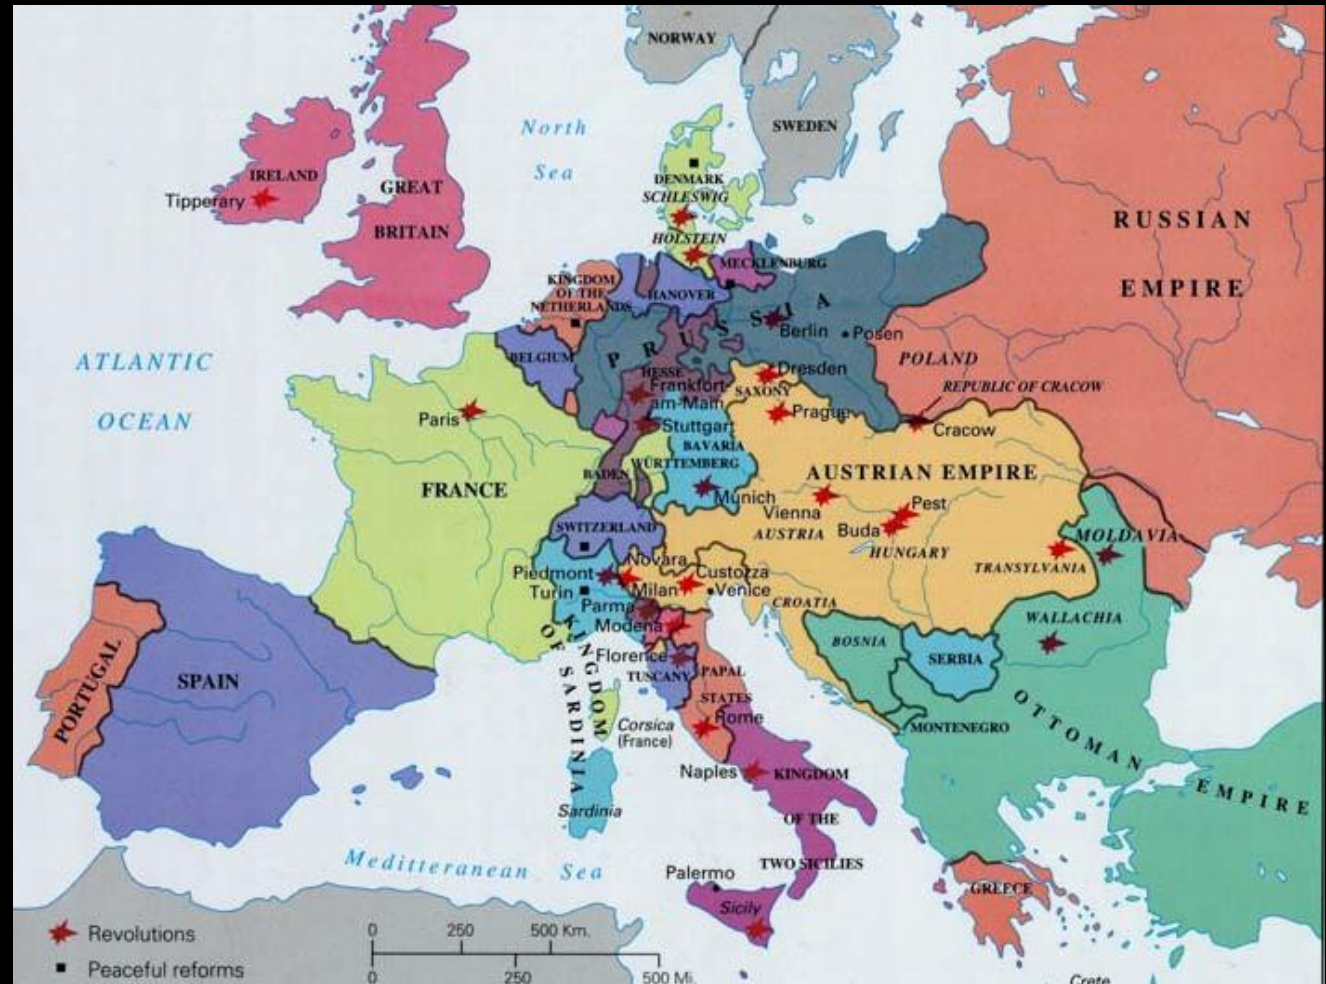 NORWAY
SWEDEN
North
Sea
IRELAND
Tipperary
GREAT
BRITAIN
DENMARK
SCHLESWIG
HOLSTEIN
MECKLENBURG
KINGDOM
OF THE
NETHERLANDS
HANOVER
RUSSIAN
EMPIRE
PRUSSIA
Berlin
Posen
BELGIUM
ATLANTIC
OCEAN
POLAND
HESSE
Dresden
REPUBLIC OF CRACOW
Frankfort-
am-Main
SAXONY
Paris
Prague
Stuttgart
Cracow
BAVARIA
WÜRTTEMBERG
BADEN
AUSTRIAN EMPIRE
FRANCE
Munich
Vienna
Pest
Buda
SWITZERLAND
AUSTRIA
HUNGARY
MOLDAVIA
TRANSYLVANIA
Novara
Piedmont
Custozza
Turin
Milan
Venice
Parma
CROATIA
Modena
WALLACHIA
BOSNIA
SERBIA
Florence
TUSCANY
PAPAL
STATES
KINGDOM
OF SARDINIA
PORTUGAL
SPAIN
Corsica
(France)
Rome
MONTENEGRO
OTTOMAN
EMPIRE
Naples
KINGDOM
OF THE
TWO SICILIES
Sardinia
Meditterranean Sea
Palermo
Sicily
GREECE
Crete
Revolutions
Peaceful reforms
0 250 500 Km.
0 250 500 Mi.